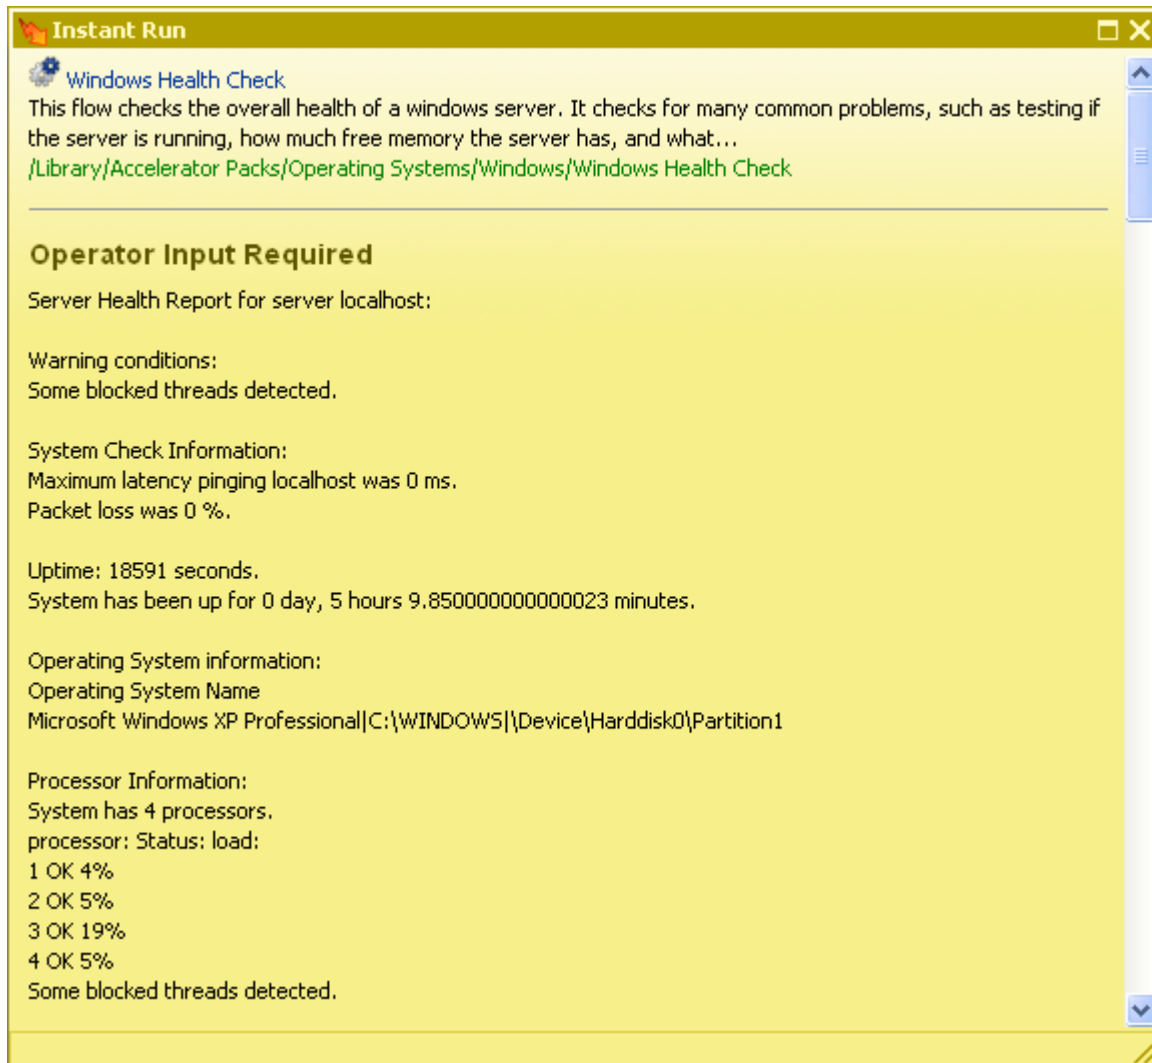 Instant Run
Windows Health Check
This flow checks the overall health of a windows server. It checks for many common problems, such as testing if
the server is running, how much free memory the server has, and what...
/Library/Accelerator Packs/Operating Systems/Windows/Windows Health Check
Operator Input Required
Server Health Report for server localhost:
Warning conditions:
Some blocked threads detected.
System Check Information:
Maximum latency pinging localhost was 0 ms.
Packet loss was 0 %.
Uptime: 18591 seconds.
System has been up for 0 day, 5 hours 9.850000000000023 minutes.
Operating System information:
Operating System Name
Microsoft Windows XP Professional|C:\WINDOWS|\Device\Harddisk0\Partition1
Processor Information:
System has 4 processors.
processor: Status: load:
1 OK 4%
2 OK 5%
3 OK 19%
4 OK 5%
Some blocked threads detected.